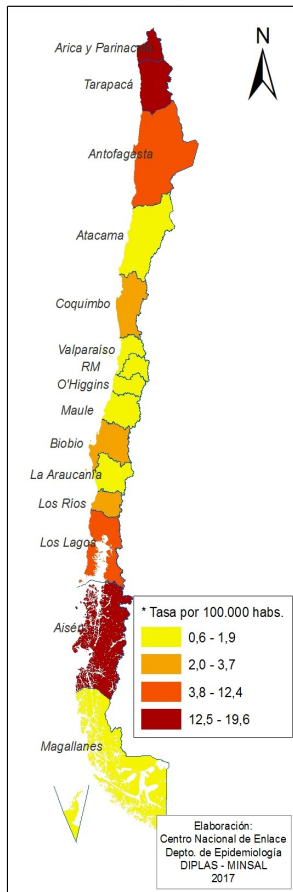 Arica y Parinacota
N
Tarapacá
Antofagasta
Atacama
Coquimbo
Valparaíso
RM
O'Higgins
Maule
Biobio
La Araucanía
Los Ríos
Los Lagos
Aisén
* Tasa por 100.000 habs.
0,6 - 1,9
2,0 - 3,7
3,8 - 12,4
12,5 - 19,6
Magallanes
Elaboración:
Centro Nacional de Enlace
Depto. de Epidemiología
DIPLAS - MINSAL
2017